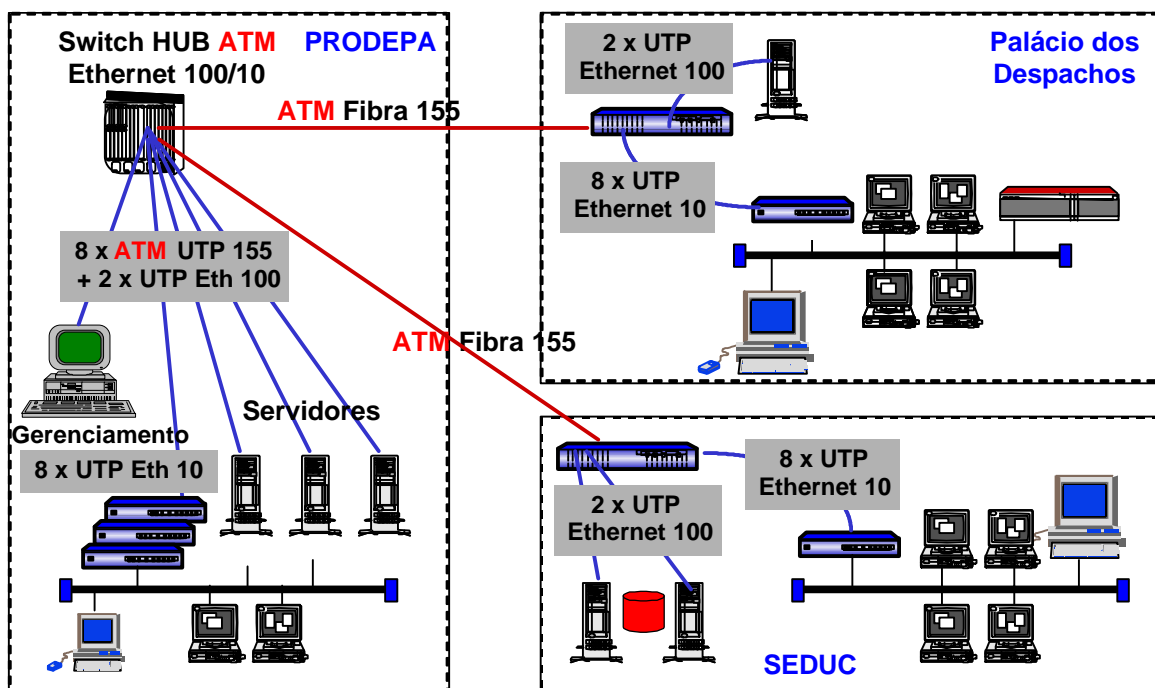 Switch HUB ATM
Ethernet 100/10
PRODEPA
ATM Fibra 155
8 x ATM UTP 155
+ 2 x UTP Eth 100
ATM Fibra 155
Servidores
Gerenciamento
8 x UTP Eth 10
2 x UTP
Ethernet 100
Palácio dos
Despachos
8 x UTP
Ethernet 10
8 x UTP
Ethernet 10
2 x UTP
Ethernet 100
SEDUC